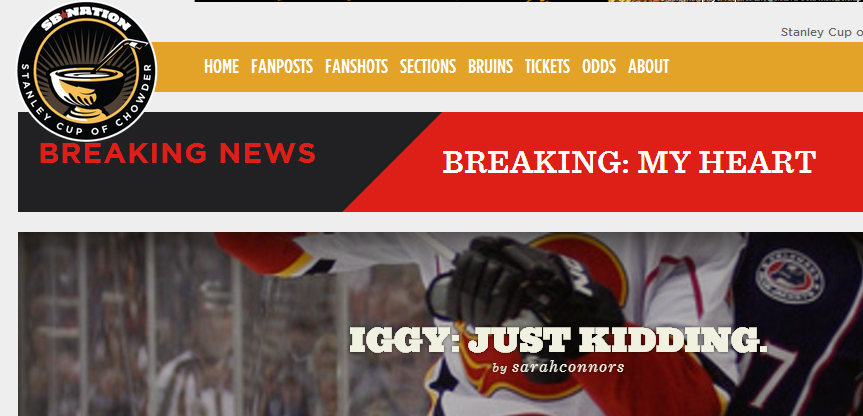 SB NATION
STANLEY CUP OF CHOWDER
Stanley Cup o
HOME FANPOSTS FANSHOTS SECTIONS BRUINS TICKETS ODDS ABOUT
BREAKING NEWS
BREAKING: MY HEART
IGGY: JUST KIDDING.
by sarahconnors
7